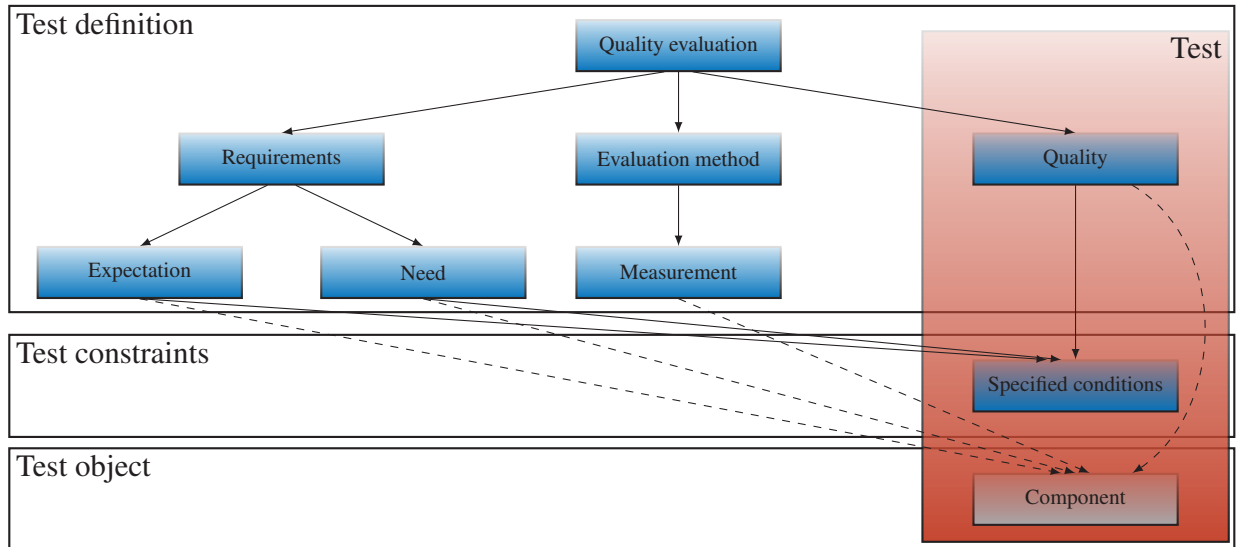 Test definition
Quality evaluation
Test
Requirements
Evaluation method
Quality
Expectation
Need
Measurement
Test constraints
Specified conditions
Test object
Component